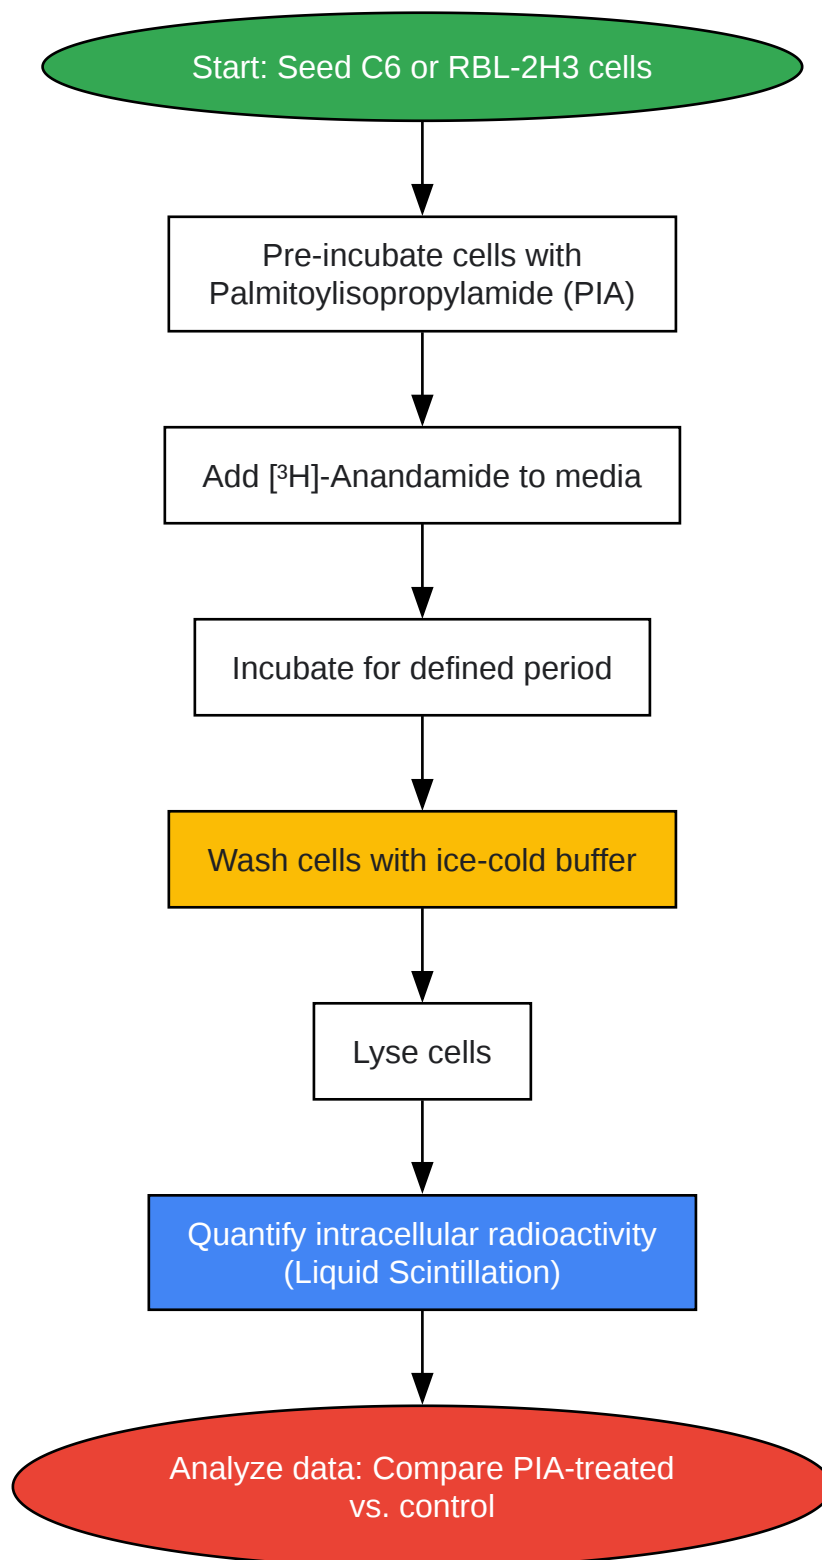 Start: Seed C6 or RBL-2H3 cells
Pre-incubate cells with
Palmitoylisopropylamide (PIA)
Add [³H]-Anandamide to media
Incubate for defined period
Wash cells with ice-cold buffer
Lyse cells
Quantify intracellular radioactivity
(Liquid Scintillation)
Analyze data: Compare PIA-treated
vs. control